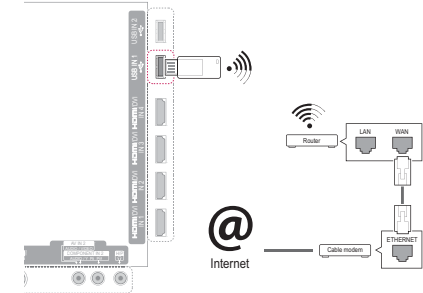 USB IN 2
USB IN 1
HDMI/DVI IN 4
HDMI/DVI IN 3
HDMI/DVI IN 2
HDMI/DVI IN 1
AV IN 2
COMPONENT IN 2
LAN
WAN
Router
ETHERNET
Cable modem
@
Internet